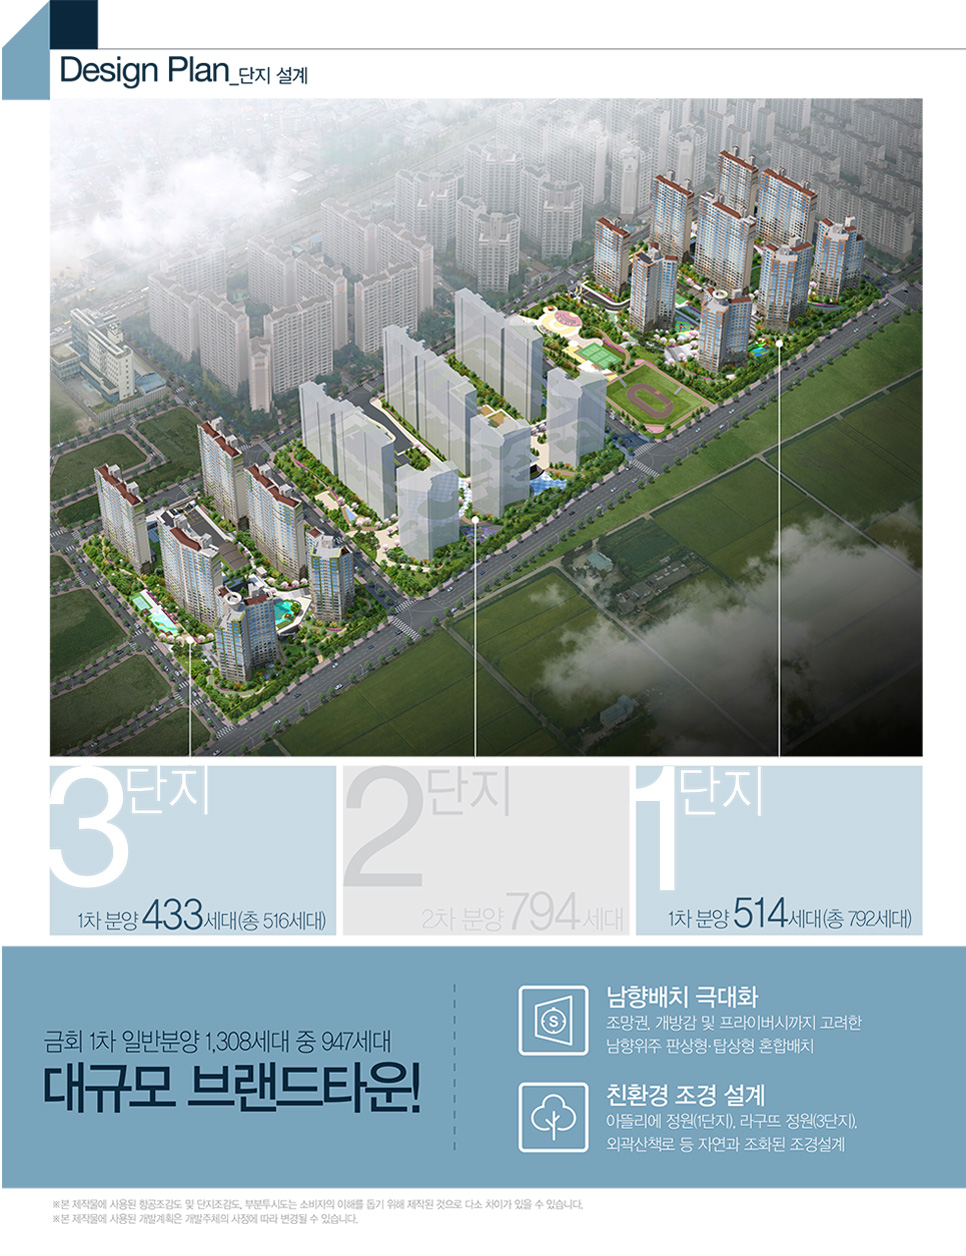 Design Plan_단지 설계
3단지
1차 분양 433세대(총 516세대)
2단지
2차 분양 794세대
1단지
1차 분양 514세대(총 792세대)
금회 1차 일반분양 1,308세대 중 947세대
대규모 브랜드타운!
S
남향배치 극대화
조망권, 개방감 및 프라이버시까지 고려한
남향위주 판상형·탑상형 혼합배치
친환경 조경 설계
아뜰리에 정원(1단지), 라구뜨 정원(3단지),
외곽산책로 등 자연과 조화된 조경설계
※본 제작물에 사용된 항공조감도 및 단지조감도, 부분투시도는 소비자의 이해를 돕기 위해 제작된 것으로 다소 차이가 있을 수 있습니다.
※본 제작물에 사용된 개발계획은 개발주체의 사정에 따라 변경될 수 있습니다.